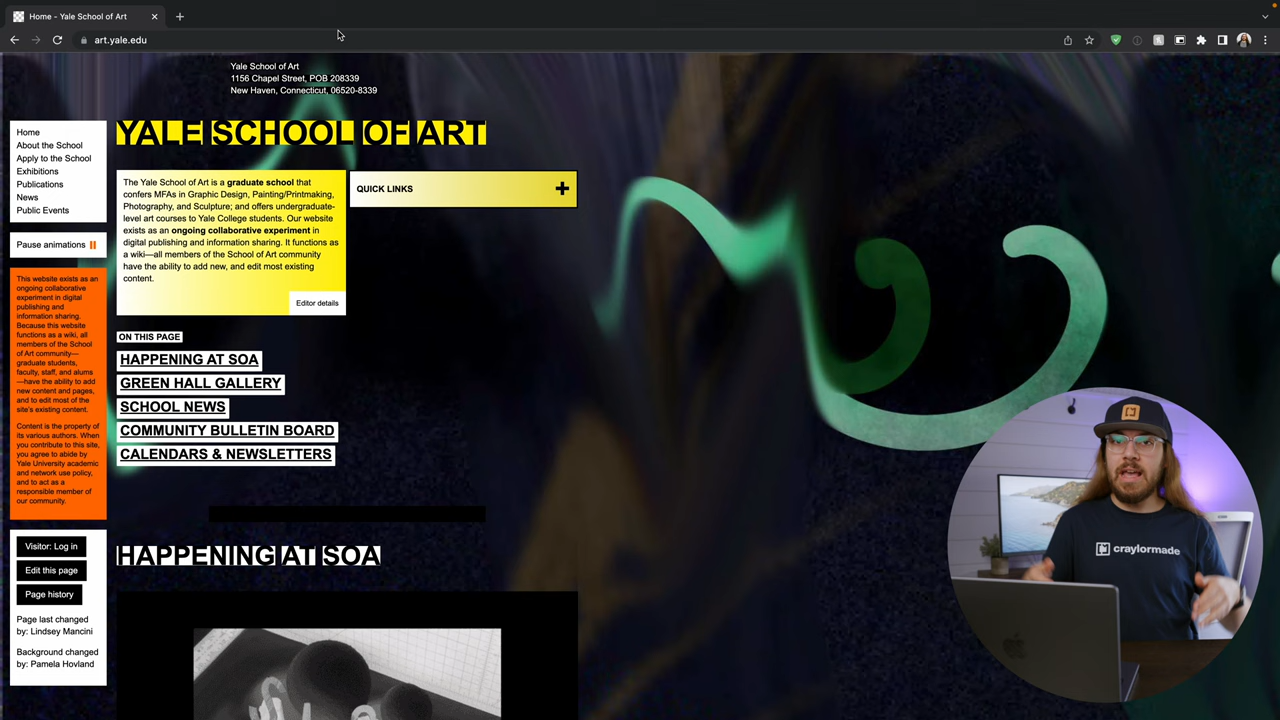 Home - Yale School of Art
art.yale.edu
Yale School of Art
1156 Chapel Street, POB 208339
New Haven, Connecticut, 06520-8339
Home
About the School
Apply to the School
Exhibitions
Publications
News
Public Events
Pause animations
This website exists as an
ongoing collaborative
experiment in digital
publishing and
information sharing.
Because this website
functions as a wiki, all
members of the School
of Art community—
graduate students,
faculty, staff, and alums
—have the ability to add
new content and pages,
and to edit most of the
site's existing content.
Content is the property of
its various authors. When
you contribute to this site,
you agree to abide by
Yale University academic
and network use policy,
and to act as a
responsible member of
our community.
Visitor: Log in
Edit this page
Page history
Page last changed
by: Lindsey Mancini
Background changed
by: Pamela Hovland
YALE SCHOOL OF ART
The Yale School of Art is a graduate school that
confers MFAs in Graphic Design, Painting/Printmaking,
Photography, and Sculpture; and offers undergraduate-
level art courses to Yale College students. Our website
exists as an ongoing collaborative experiment in
digital publishing and information sharing. It functions as
a wiki—all members of the School of Art community
have the ability to add new, and edit most existing
content.
Editor details
QUICK LINKS
ON THIS PAGE
HAPPENING AT SOA
GREEN HALL GALLERY
SCHOOL NEWS
COMMUNITY BULLETIN BOARD
CALENDARS & NEWSLETTERS
HAPPENING AT SOA
craylormade